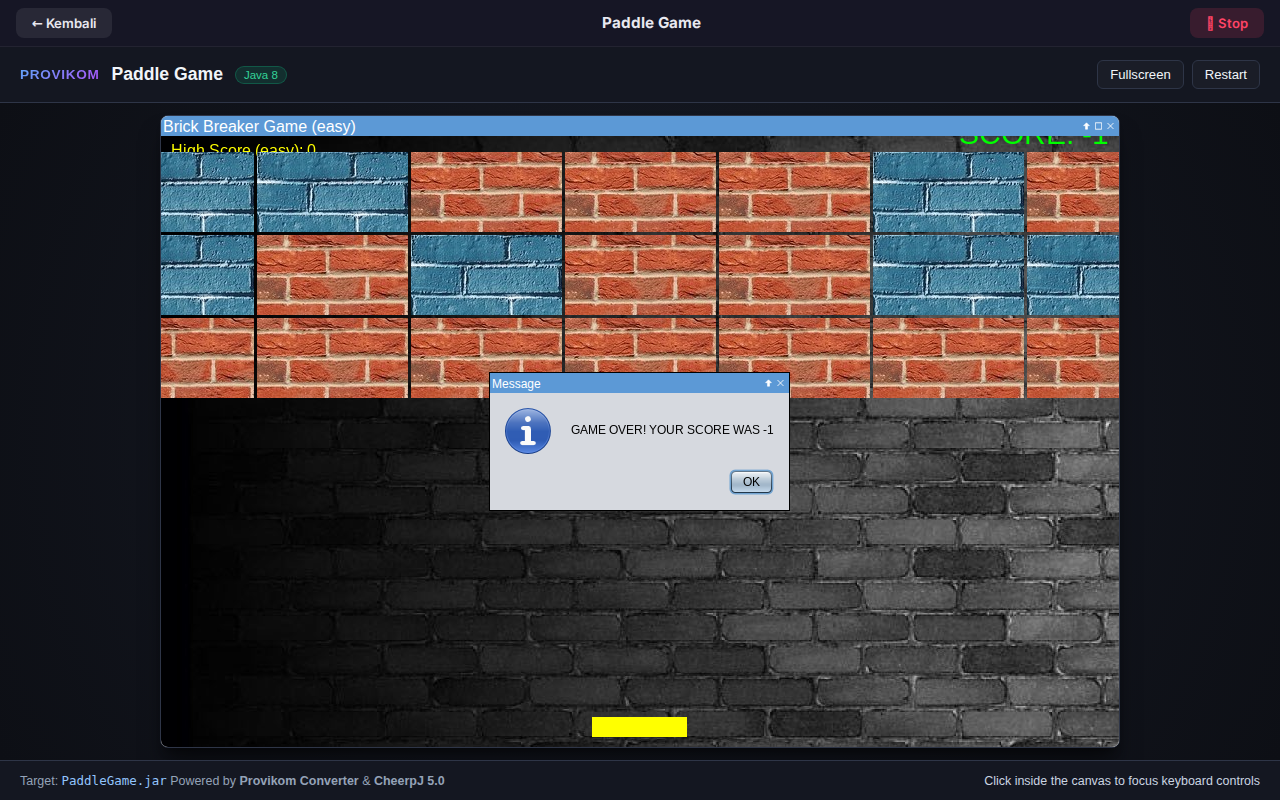 ← Kembali
Paddle Game
Stop
PROVIKOM Paddle Game Java 8
Fullscreen Restart
Brick Breaker Game (easy)
High Score (easy): 0
SCORE: -1
Message
GAME OVER! YOUR SCORE WAS -1
OK
Target: PaddleGame.jar Powered by Provikom Converter & CheerpJ 5.0
Click inside the canvas to focus keyboard controls